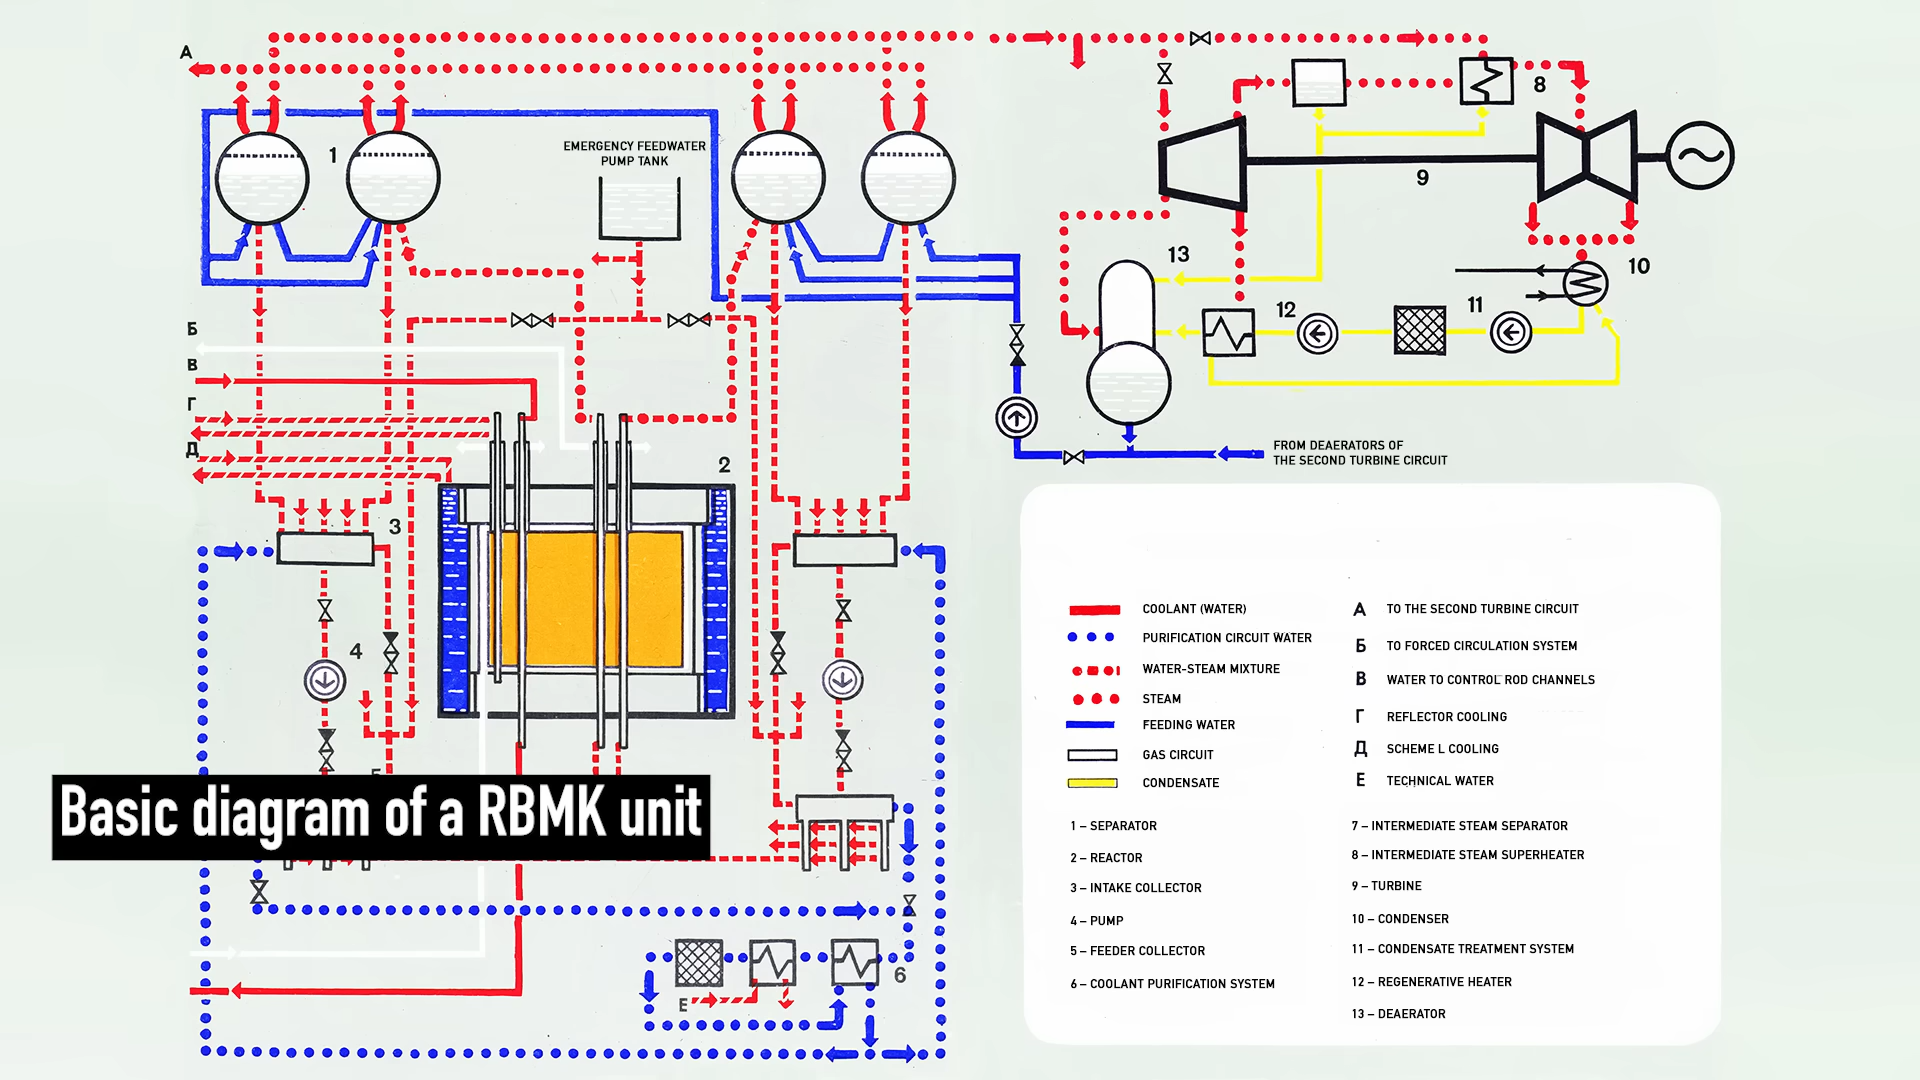 A
1
EMERGENCY FEEDWATER
PUMP TANK
8
9
13
10
12
11
Б
В
Г
Д
2
FROM DEAERATORS OF
THE SECOND TURBINE CIRCUIT
3
4
Basic diagram of a RBMK unit
6
E
COOLANT (WATER)
PURIFICATION CIRCUIT WATER
WATER-STEAM MIXTURE
STEAM
FEEDING WATER
GAS CIRCUIT
CONDENSATE
A TO THE SECOND TURBINE CIRCUIT
Б TO FORCED CIRCULATION SYSTEM
В WATER TO CONTROL ROD CHANNELS
Г REFLECTOR COOLING
Д SCHEME L COOLING
E TECHNICAL WATER
1 – SEPARATOR
2 – REACTOR
3 – INTAKE COLLECTOR
4 – PUMP
5 – FEEDER COLLECTOR
6 – COOLANT PURIFICATION SYSTEM
7 – INTERMEDIATE STEAM SEPARATOR
8 – INTERMEDIATE STEAM SUPERHEATER
9 – TURBINE
10 – CONDENSER
11 – CONDENSATE TREATMENT SYSTEM
12 – REGENERATIVE HEATER
13 – DEAERATOR